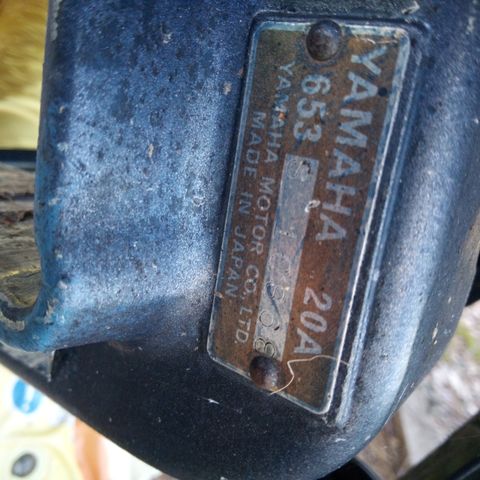 YAMAHA 20A
653
YAMAHA MOTOR CO., LTD.
MADE IN JAPAN